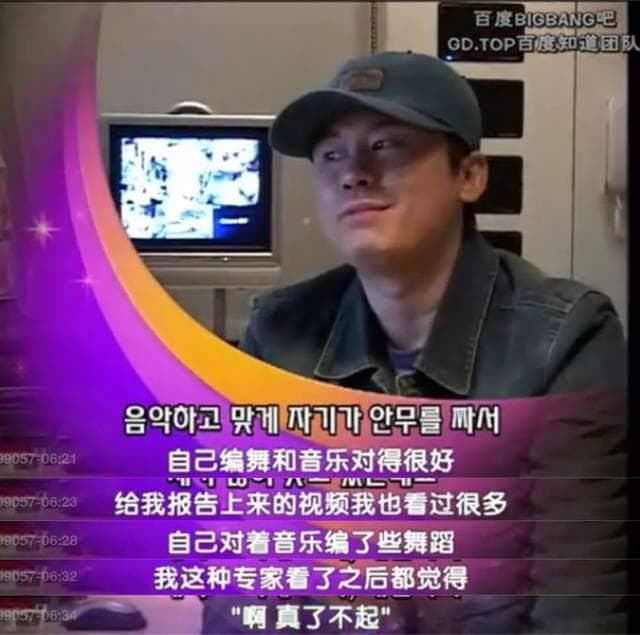 百度BIGBANG吧
GD.TOP百度知道团队
음악하고 맞게 자기가 안무를 짜서
自己编舞和音乐对得很好
09057-06:21
给我报告上来的视频我也看过很多
09057-06:23
自己对着音乐编了些舞蹈
09057-06:28
我这种专家看了之后都觉得
09057-06:32
"啊 真了不起"
09057-06:34